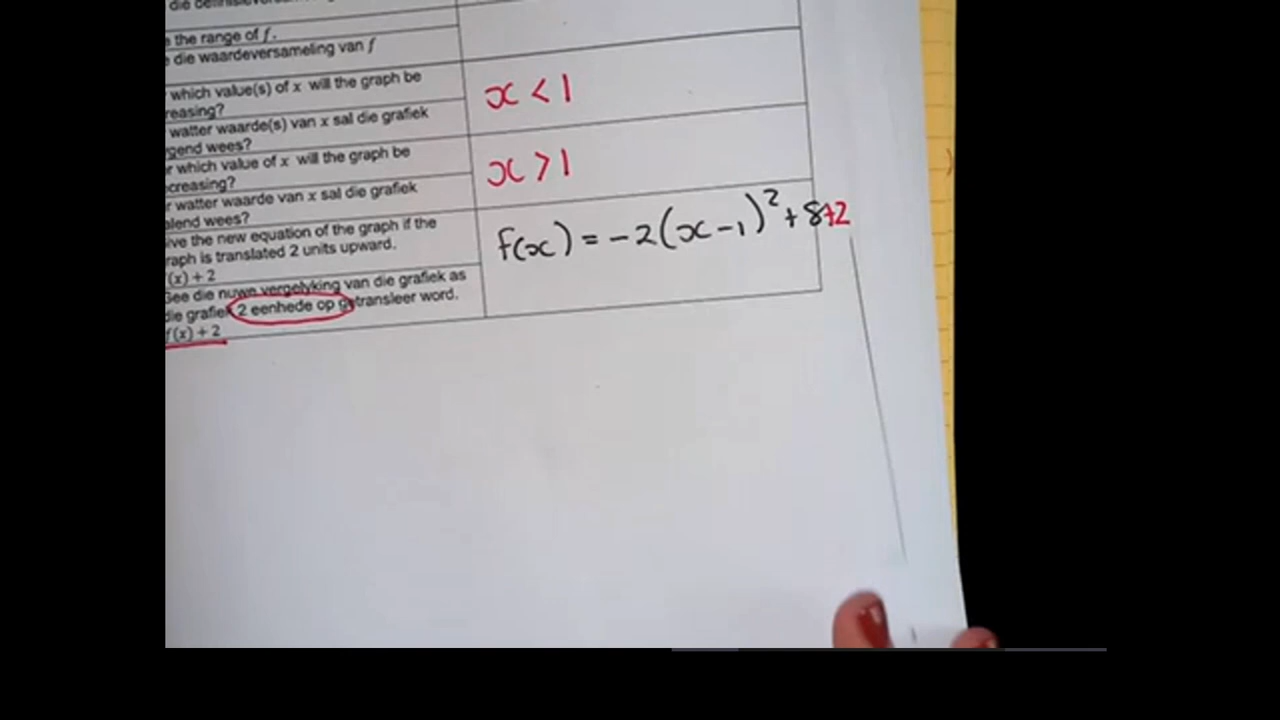 the range of f.
die waardeversameling van f
which value(s) of x will the graph be
reasing?
watter waarde(s) van x sal die grafiek
gend wees?
x < 1
r which value of x will the graph be
creasing?
r watter waarde van x sal die grafiek
alend wees?
x > 1
ive the new equation of the graph if the
raph is translated 2 units upward.
(x) + 2
Gee die nuwe vergelyking van die grafiek as
die grafiek 2 eenhede op getransleer word.
f(x) + 2
f(x) = -2(x-1)² + 8+2